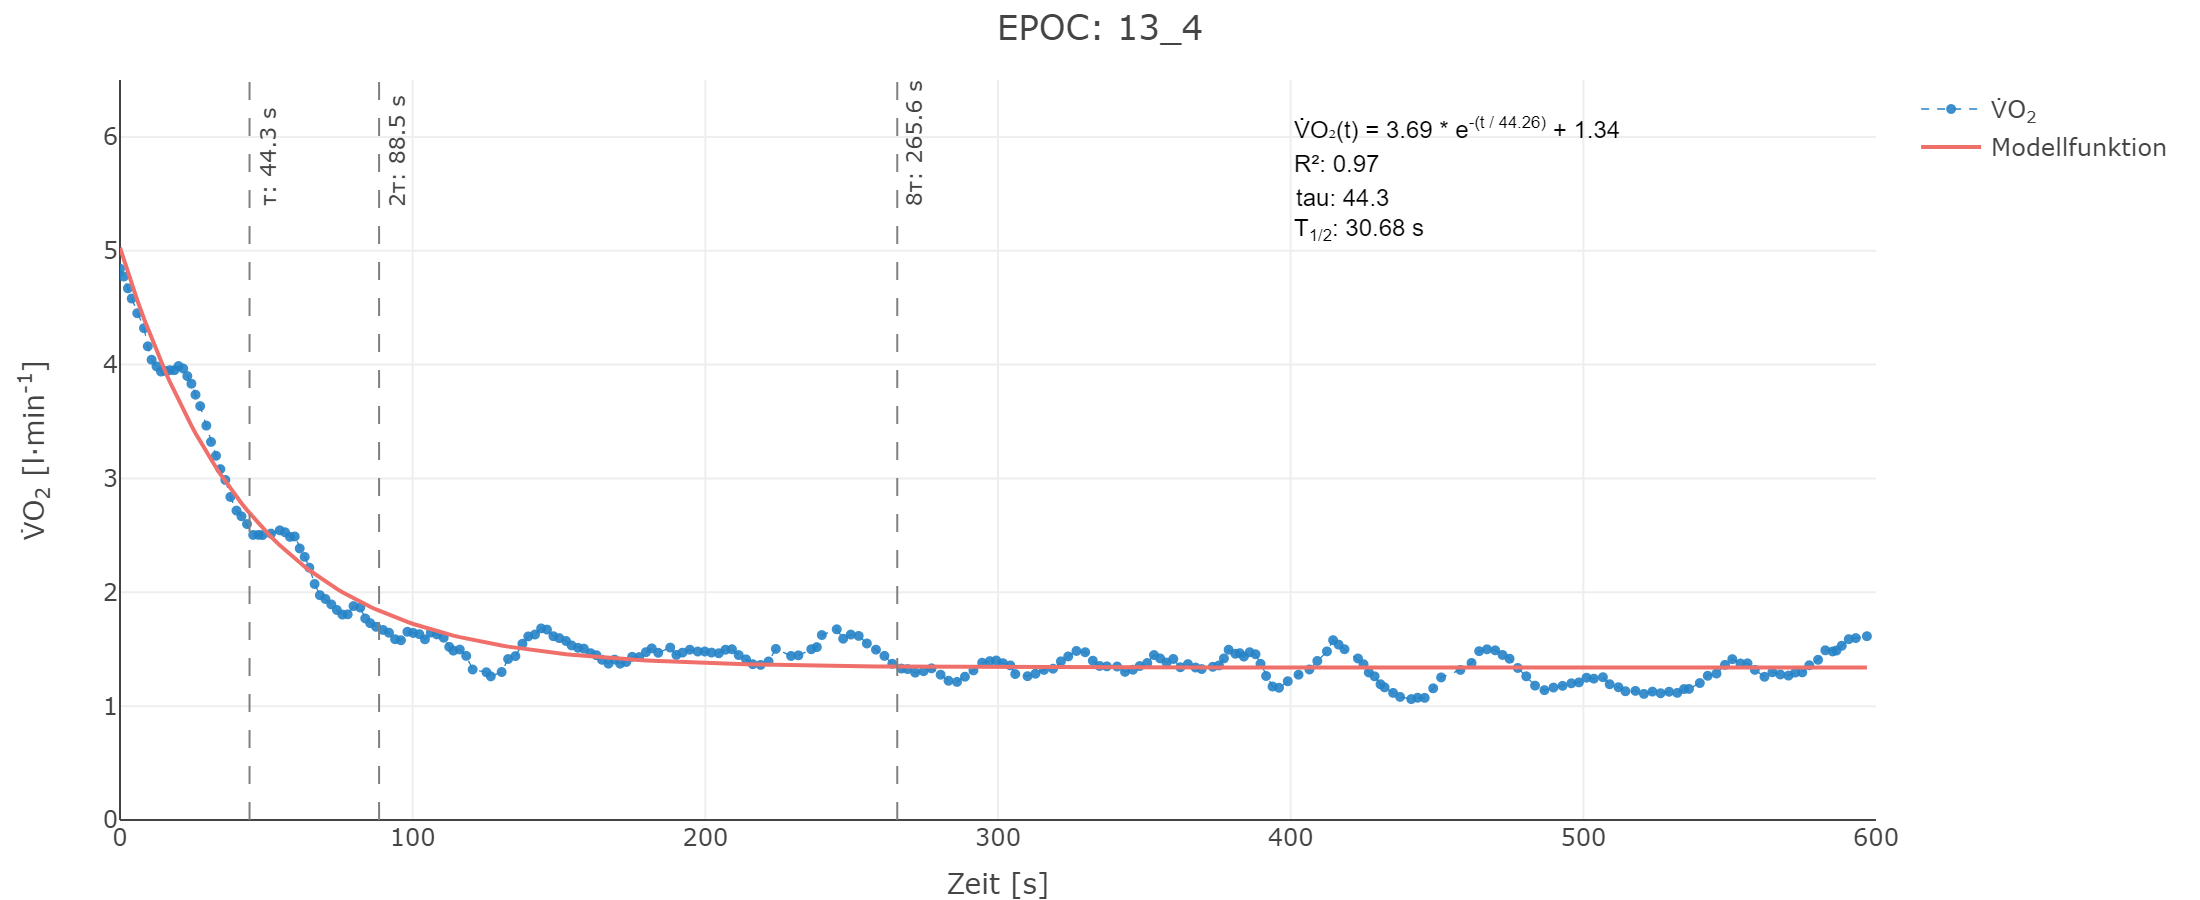 EPOC: 13_4
τ: 44.3 s
2τ: 88.5 s
8τ: 265.6 s
V̇O₂(t) = 3.69 * e⁻⁽ᵗ ᐟ ⁴⁴·²⁶⁾ + 1.34
R²: 0.97
tau: 44.3
T₁/₂: 30.68 s
V̇O₂
Modellfunktion
V̇O₂ [l·min⁻¹]
6
5
4
3
2
1
0
0 100 200 300 400 500 600
Zeit [s]